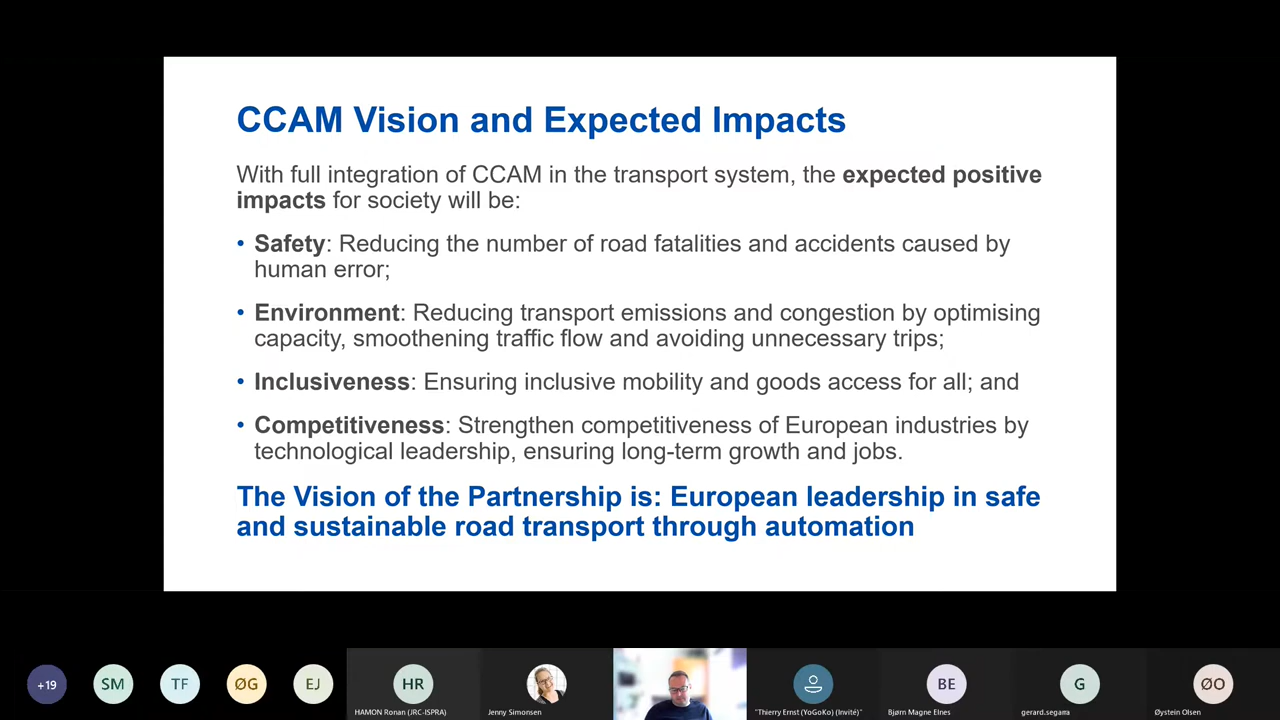 CCAM Vision and Expected Impacts
With full integration of CCAM in the transport system, the expected positive
impacts for society will be:
• Safety: Reducing the number of road fatalities and accidents caused by
human error;
• Environment: Reducing transport emissions and congestion by optimising
capacity, smoothening traffic flow and avoiding unnecessary trips;
• Inclusiveness: Ensuring inclusive mobility and goods access for all; and
• Competitiveness: Strengthen competitiveness of European industries by
technological leadership, ensuring long-term growth and jobs.
The Vision of the Partnership is: European leadership in safe
and sustainable road transport through automation
+19 SM TF ØG EJ HR BE G ØO
HAMON Ronan (JRC-ISPRA) Jenny Simonsen "Thierry Ernst (YoGoKo) (Invité)" Bjørn Magne Elnes gerard.segarra Øystein Olsen